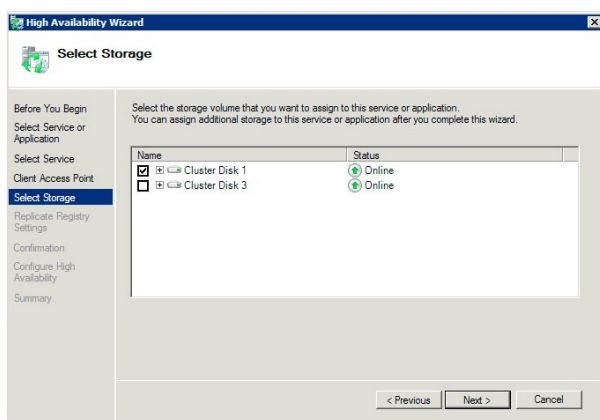 High Availability Wizard
Select Storage
Before You Begin
Select Service or
Application
Select Service
Client Access Point
Select Storage
Replicate Registry
Settings
Confirmation
Configure High
Availability
Summary
Select the storage volume that you want to assign to this service or application.
You can assign additional storage to this service or application after you complete this wizard.
Name Status
Cluster Disk 1 Online
Cluster Disk 3 Online
< Previous Next > Cancel